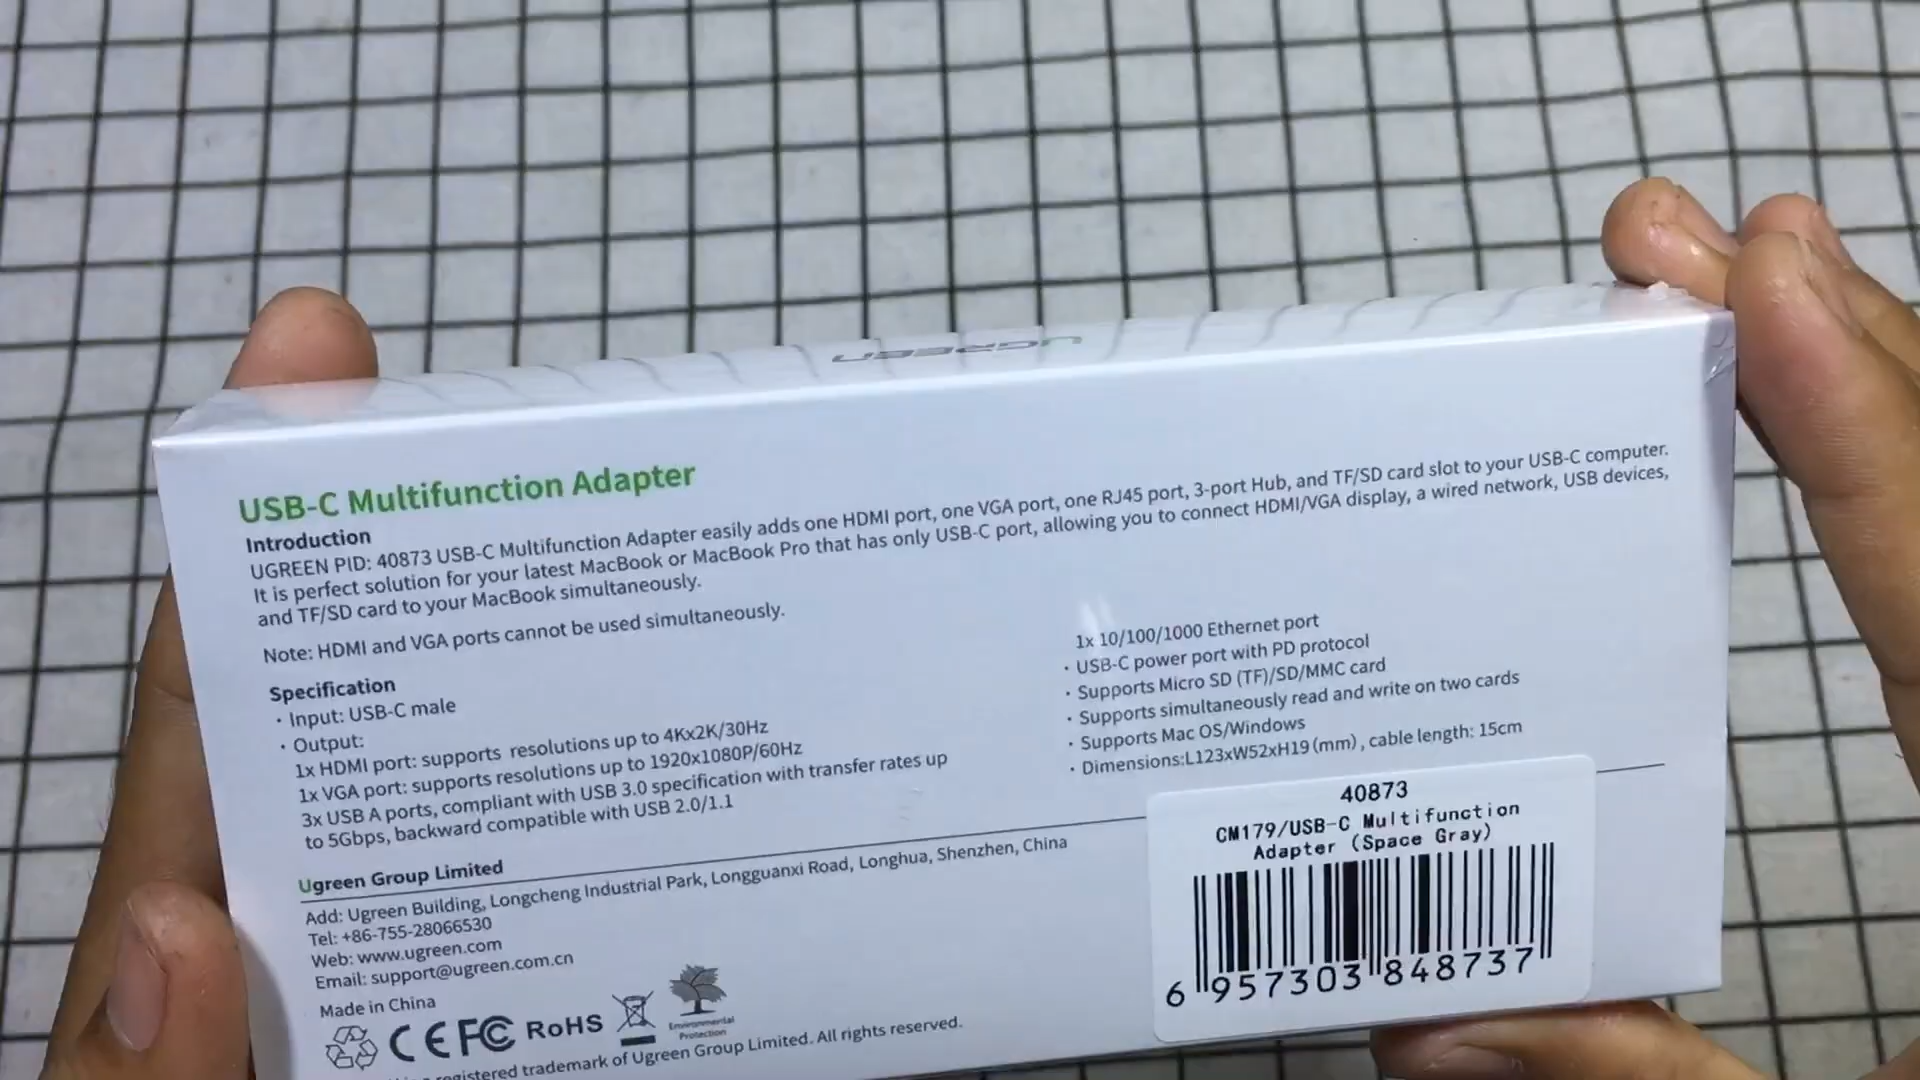 UGREEN
USB-C Multifunction Adapter
Introduction
UGREEN PID: 40873 USB-C Multifunction Adapter easily adds one HDMI port, one VGA port, one RJ45 port, 3-port Hub, and TF/SD card slot to your USB-C computer.
It is perfect solution for your latest MacBook or MacBook Pro that has only USB-C port, allowing you to connect HDMI/VGA display, a wired network, USB devices,
and TF/SD card to your MacBook simultaneously.
Note: HDMI and VGA ports cannot be used simultaneously.
Specification
· Input: USB-C male
· Output:
1x HDMI port: supports resolutions up to 4Kx2K/30Hz
1x VGA port: supports resolutions up to 1920x1080P/60Hz
3x USB A ports, compliant with USB 3.0 specification with transfer rates up
to 5Gbps, backward compatible with USB 2.0/1.1
1x 10/100/1000 Ethernet port
· USB-C power port with PD protocol
· Supports Micro SD (TF)/SD/MMC card
· Supports simultaneously read and write on two cards
· Supports Mac OS/Windows
· Dimensions:L123xW52xH19(mm), cable length: 15cm
Ugreen Group Limited
Add: Ugreen Building, Longcheng Industrial Park, Longguanxi Road, Longhua, Shenzhen, China
Tel: +86-755-28066530
Web: www.ugreen.com
Email: support@ugreen.com.cn
Made in China
CE FC RoHS
Environmental
Protection
registered trademark of Ugreen Group Limited. All rights reserved.
40873
CM179/USB-C Multifunction
Adapter (Space Gray)
6 957303 848737